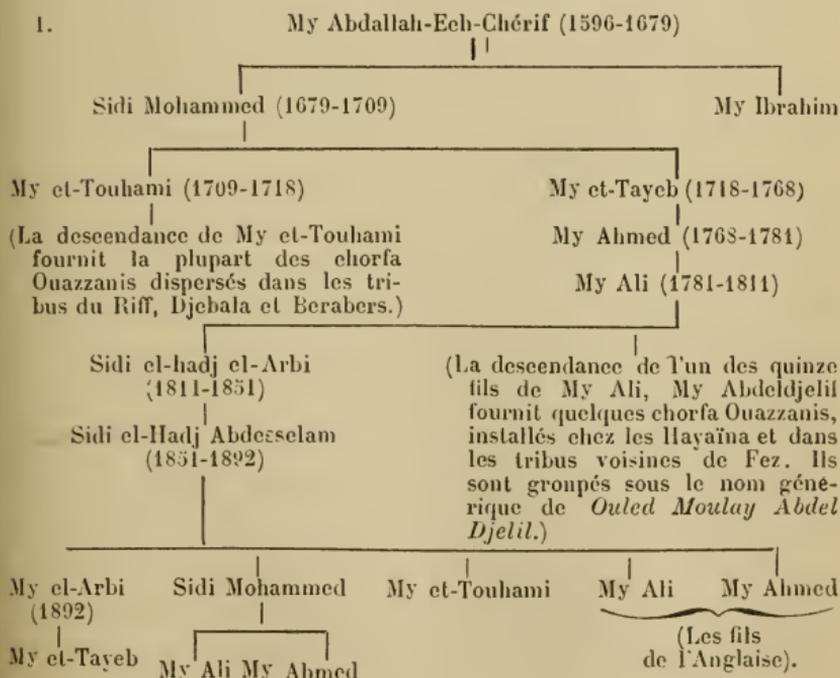 1.
My Abdallah-Ech-Chérif (1596-1679)
Sidi Mohammed (1679-1709)
My Ibrahim
My et-Touhami (1709-1718)
My et-Tayeb (1718-1768)
(La descendance de My et-Touhami
fournit la plupart des chorfa
Ouazzanis dispersés dans les tri-
bus du Riff, Djebala et Berabers.)
My Ahmed (1768-1781)
My Ali (1781-1811)
Sidi el-hadj el-Arbi
(1811-1851)
Sidi el-Hadj Abdesselam
(1851-1892)
(La descendance de l'un des quinze
fils de My Ali, My Abdeldjelil
fournit quelques chorfa Ouazzanis,
installés chez les Hayaïna et dans
les tribus voisines de Fez. Ils
sont groupés sous le nom géné-
rique de Ouled Moulay Abdel
Djelil.)
My el-Arbi
(1892)
Sidi Mohammed
My et-Touhami
My Ali
My Ahmed
(Les fils
de l'Anglaise).
My et-Tayeb
My Ali My Ahmed